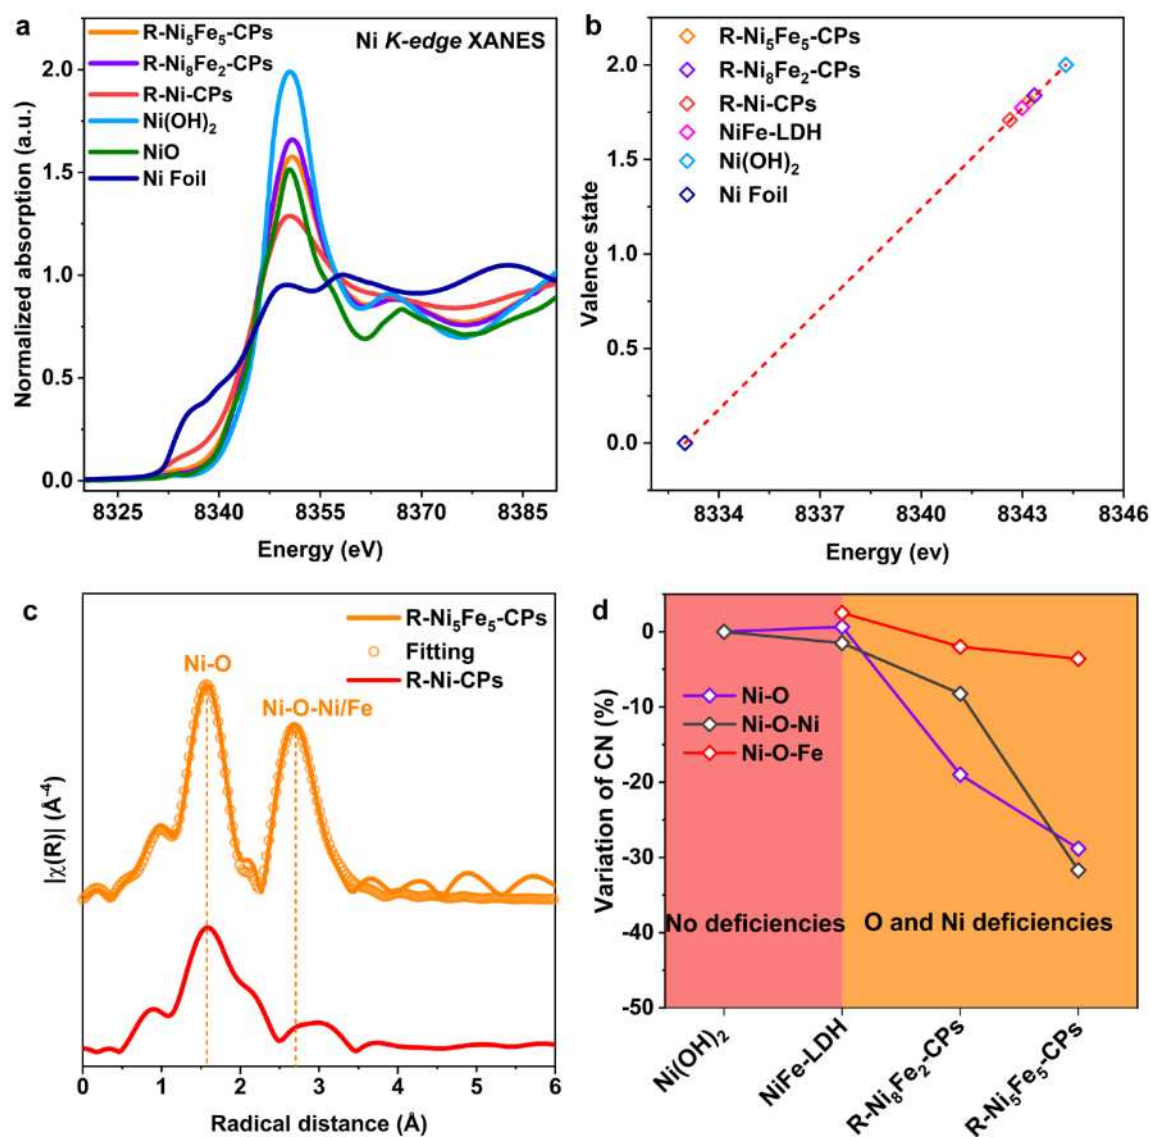 a
R-Ni₅Fe₅-CPs
R-Ni₈Fe₂-CPs
R-Ni-CPs
Ni(OH)₂
NiO
Ni Foil
Ni K-edge XANES
2.0
1.5
1.0
0.5
0.0
Normalized absorption (a.u.)
8325 8340 8355 8370 8385
Energy (eV)
b
R-Ni₅Fe₅-CPs
R-Ni₈Fe₂-CPs
R-Ni-CPs
NiFe-LDH
Ni(OH)₂
Ni Foil
2.0
1.5
1.0
0.5
0.0
Valence state
8334 8337 8340 8343 8346
Energy (ev)
c
R-Ni₅Fe₅-CPs
Fitting
R-Ni-CPs
Ni-O
Ni-O-Ni/Fe
|χ(R)| (Å⁻⁴)
0 1 2 3 4 5 6
Radical distance (Å)
d
0
-10
-20
-30
-40
-50
Variation of CN (%)
Ni-O
Ni-O-Ni
Ni-O-Fe
No deficiencies
O and Ni deficiencies
Ni(OH)₂
NiFe-LDH
R-Ni₈Fe₂-CPs
R-Ni₅Fe₅-CPs